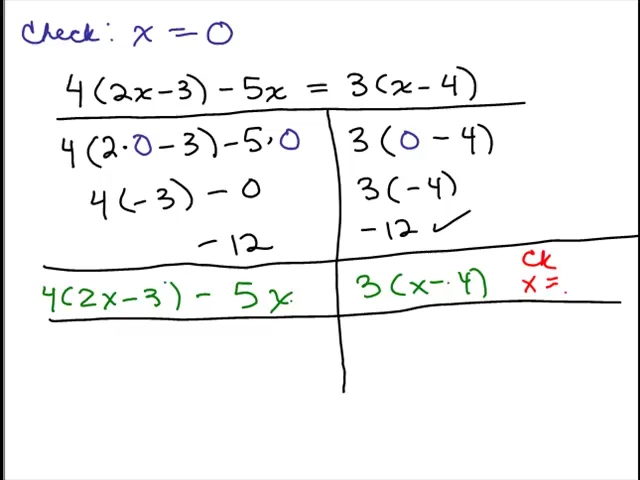 Check: x = 0
4(2x-3) - 5x = 3(x-4)
4(2·0-3)-5·0 3(0-4)
4(-3) - 0 3(-4)
-12 -12 ✓
4(2x-3) - 5x 3(x-4) Ck
x = .